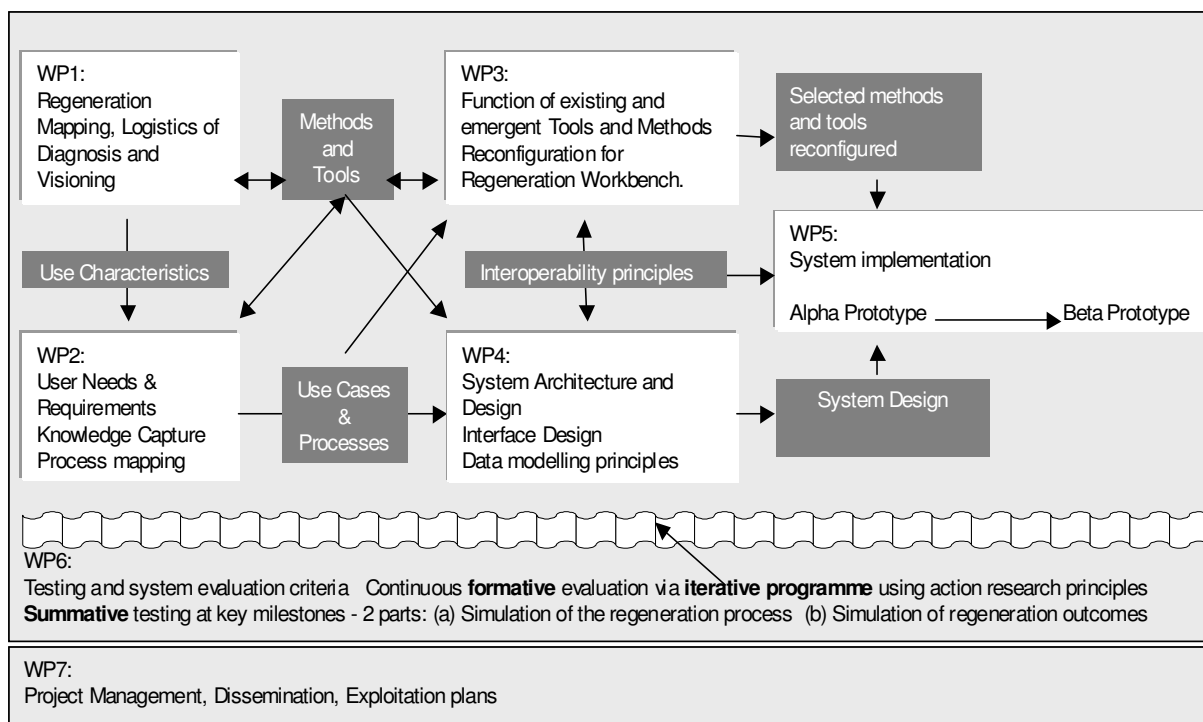 WP1:
Regeneration
Mapping, Logistics of
Diagnosis and
Visioning
Methods
and
Tools
WP3:
Function of existing and
emergent Tools and Methods
Reconfiguration for
Regeneration Workbench.
Selected methods
and tools
reconfigured
Use Characteristics
Interoperability principles
WP5:
System implementation
Alpha Prototype
Beta Prototype
WP2:
User Needs &
Requirements
Knowledge Capture
Process mapping
Use Cases
&
Processes
WP4:
System Architecture and
Design
Interface Design
Data modelling principles
System Design
WP6:
Testing and system evaluation criteria Continuous formative evaluation via iterative programme using action research principles
Summative testing at key milestones - 2 parts: (a) Simulation of the regeneration process (b) Simulation of regeneration outcomes
WP7:
Project Management, Dissemination, Exploitation plans